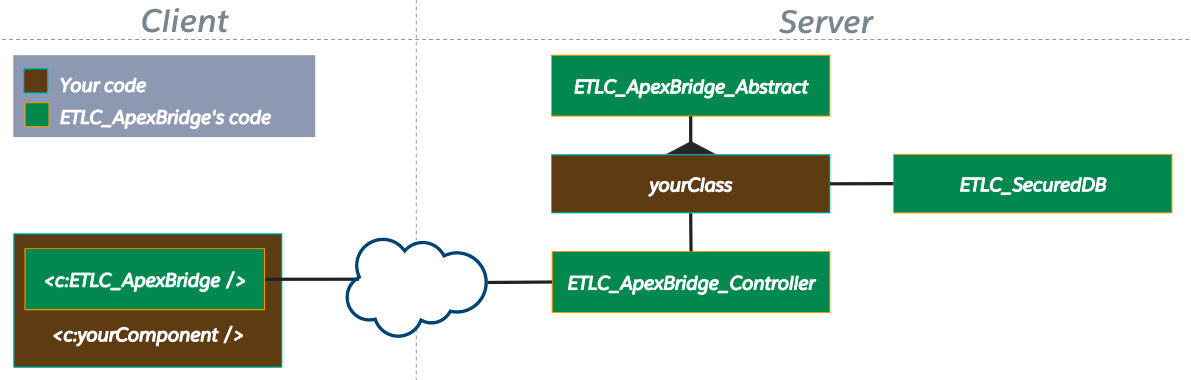 Client
Server
Your code
ETLC_ApexBridge's code
ETLC_ApexBridge_Abstract
yourClass
ETLC_SecuredDB
<c:ETLC_ApexBridge />
ETLC_ApexBridge_Controller
<c:yourComponent />